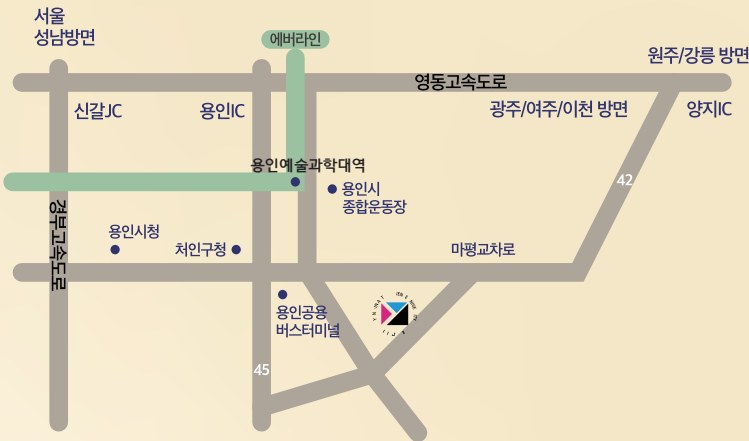 서울
성남방면
에버라인
원주/강릉 방면
영동고속도로
신갈JC
용인IC
광주/여주/이천 방면
양지IC
용인예술과학대역
42
용인시
종합운동장
경부고속도로
용인시청
처인구청
마평교차로
용인공용
버스터미널
45